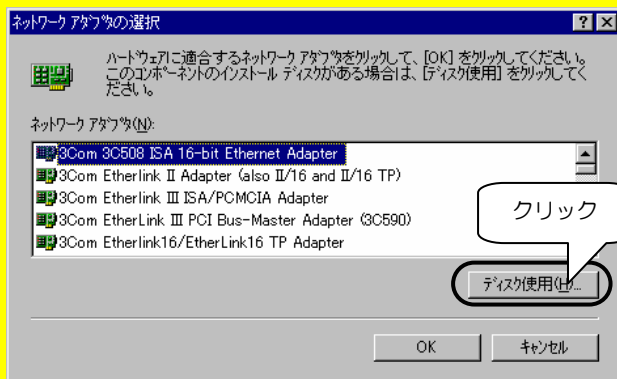 ネットワーク アダプタの選択
ハードウェアに適合するネットワーク アダプタをクリックして、[OK] をクリックしてください。
このコンポーネントのインストール ディスクがある場合は、[ディスク使用] をクリックしてく
ださい。
ネットワーク アダプタ(N):
3Com 3C508 ISA 16-bit Ethernet Adapter
3Com Etherlink II Adapter (also II/16 and II/16 TP)
3Com Etherlink III ISA/PCMCIA Adapter
3Com EtherLink III PCI Bus-Master Adapter (3C590)
3Com Etherlink16/EtherLink16 TP Adapter
クリック
ディスク使用(H)...
OK キャンセル